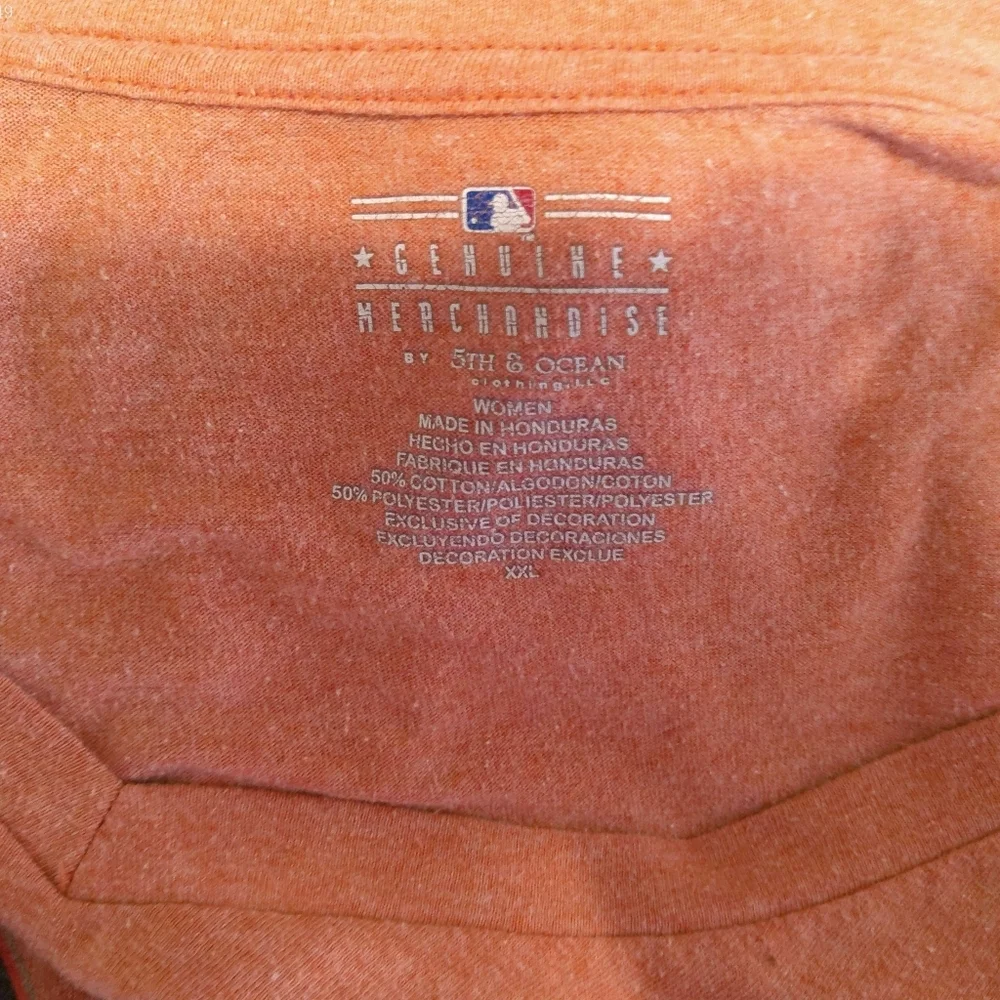 ★ GENUINE ★
MERCHANDISE
BY 5TH & OCEAN
clothing, LLC
WOMEN
MADE IN HONDURAS
HECHO EN HONDURAS
FABRIQUE EN HONDURAS
50% COTTON/ALGODON/COTON
50% POLYESTER/POLIESTER/POLYESTER
EXCLUSIVE OF DECORATION
EXCLUYENDO DECORACIONES
DECORATION EXCLUE
XXL